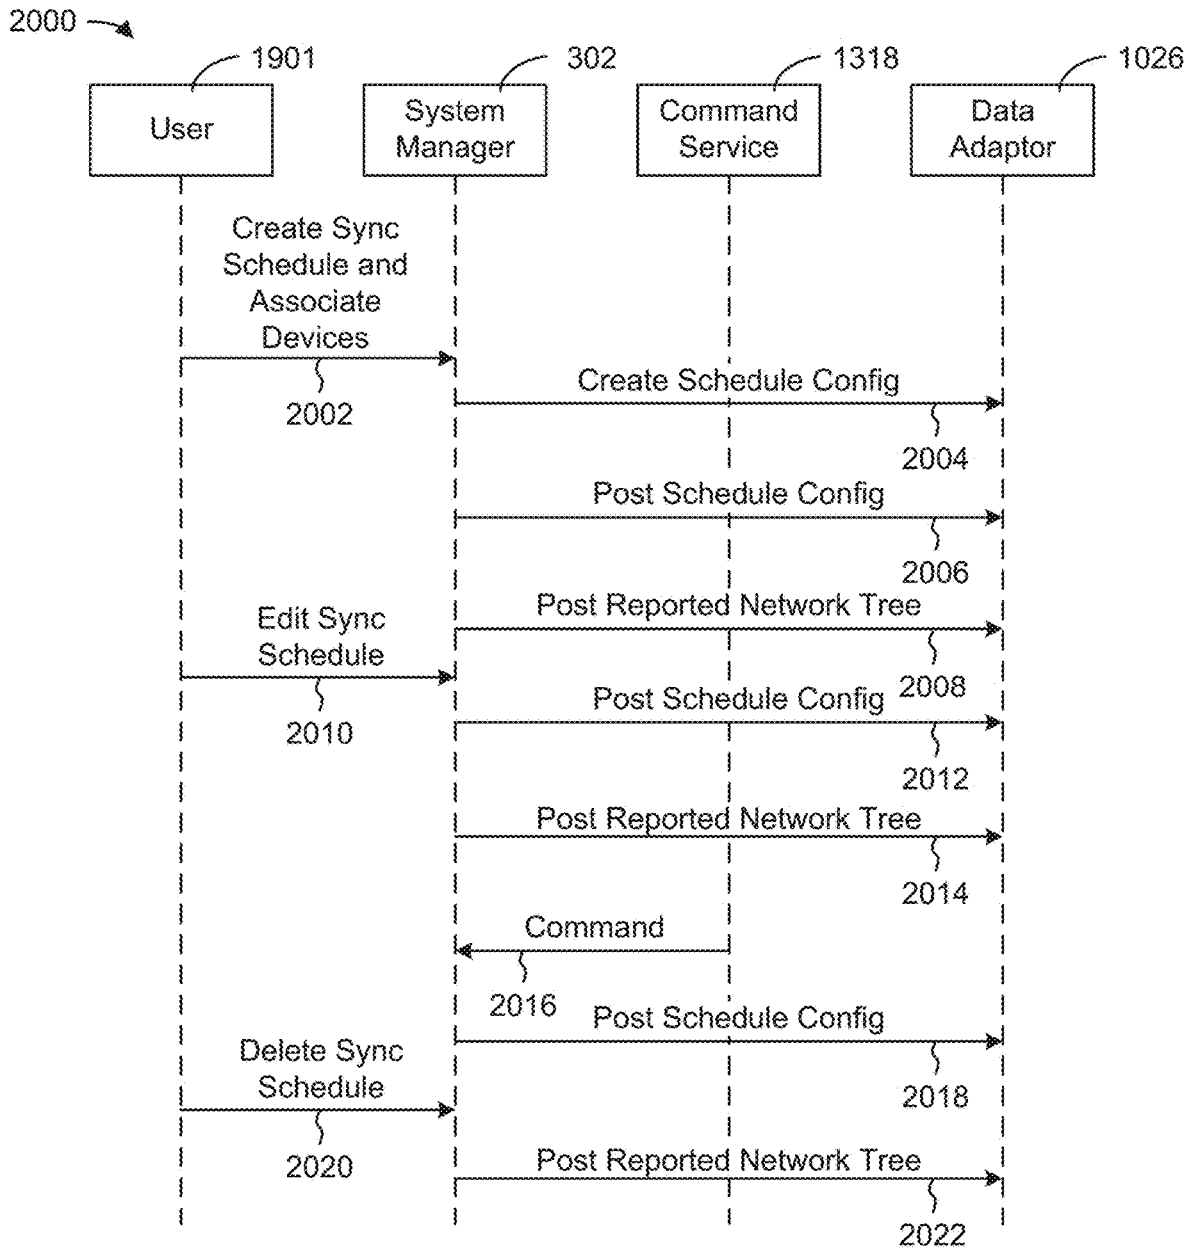 2000
1901
302
1318
1026
User
System
Manager
Command
Service
Data
Adaptor
Create Sync
Schedule and
Associate
Devices
2002
Create Schedule Config
2004
Post Schedule Config
2006
Post Reported Network Tree
2008
Edit Sync
Schedule
2010
Post Schedule Config
2012
Post Reported Network Tree
2014
Command
2016
Post Schedule Config
2018
Delete Sync
Schedule
2020
Post Reported Network Tree
2022